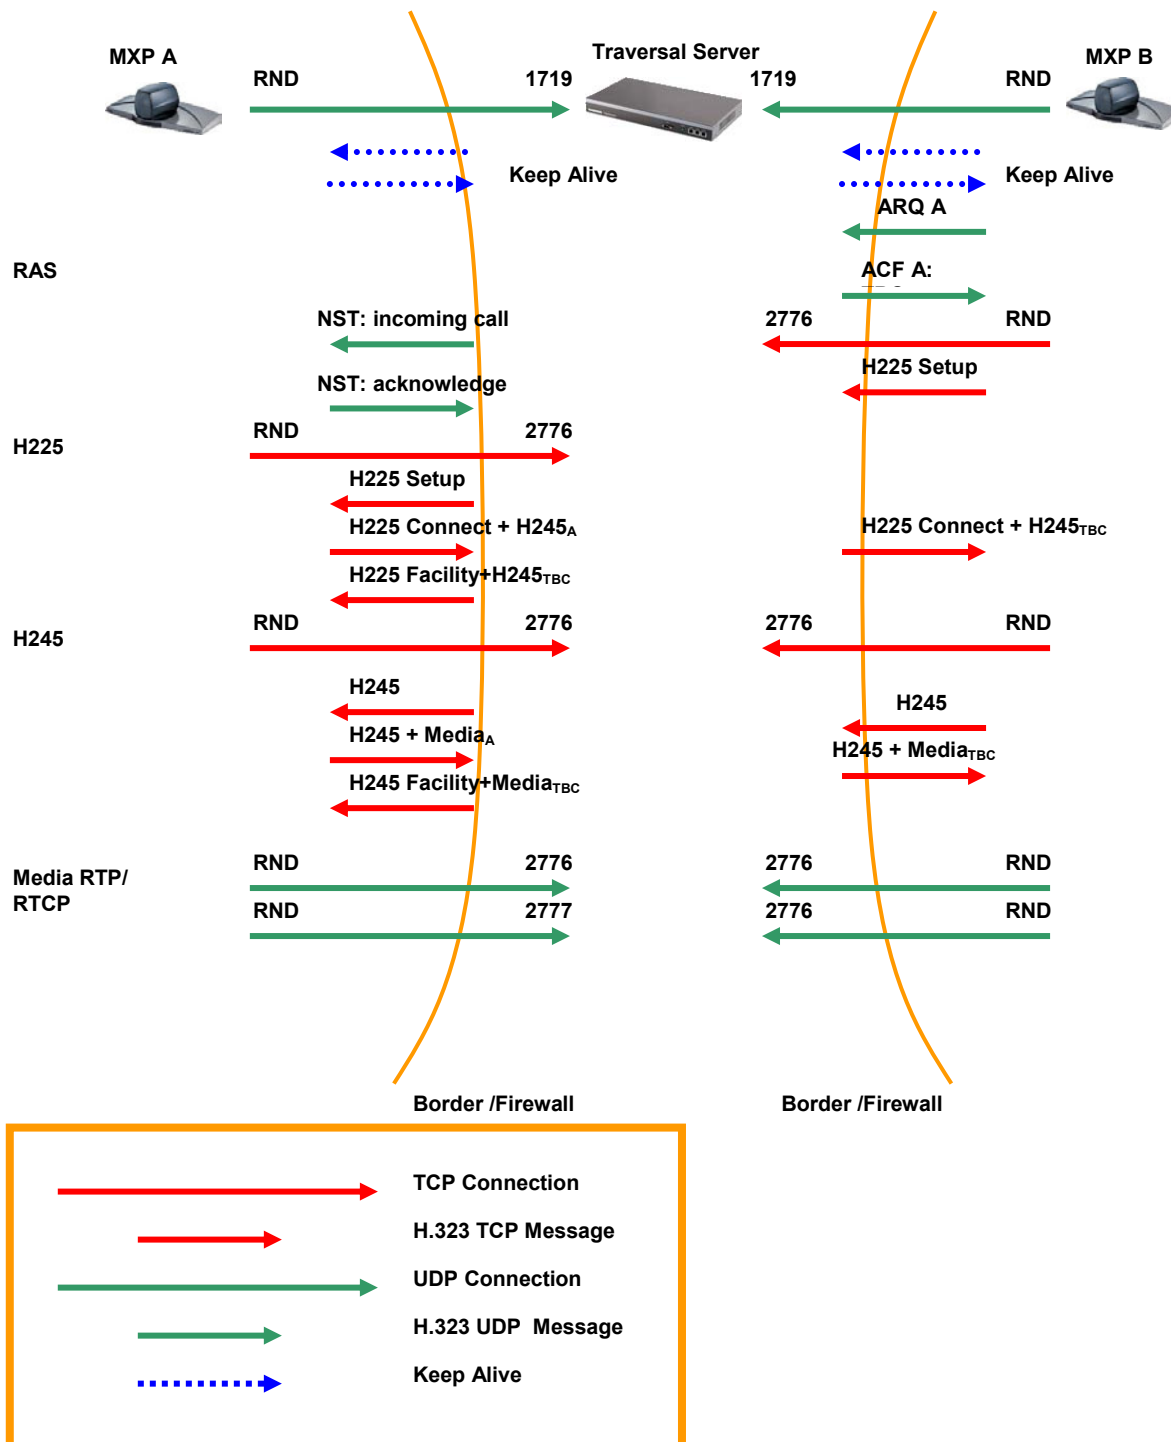 MXP A
Traversal Server
MXP B
RND 1719
1719 RND
Keep Alive
Keep Alive
ARQ A
RAS
ACF A:
NST: incoming call
2776 RND
H225 Setup
NST: acknowledge
H225
RND 2776
H225 Setup
H225 Connect + H245A
H225 Connect + H245TBC
H225 Facility+H245TBC
H245
RND 2776
2776 RND
H245
H245
H245 + MediaA
H245 + MediaTBC
H245 Facility+MediaTBC
Media RTP/
RTCP
RND 2776
2776 RND
RND 2777
2776 RND
Border /Firewall
Border /Firewall
TCP Connection
H.323 TCP Message
UDP Connection
H.323 UDP Message
Keep Alive